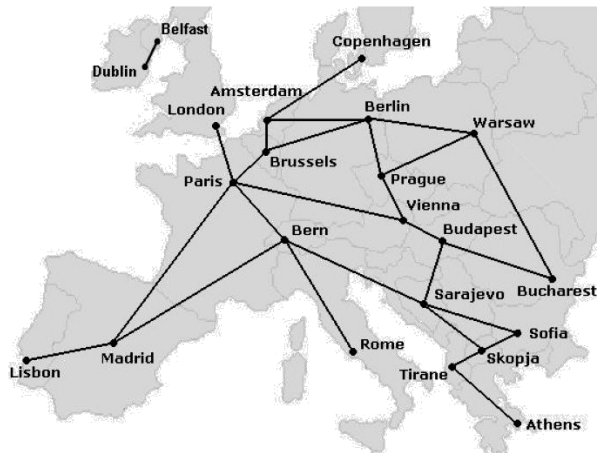 Belfast
Dublin
Copenhagen
Amsterdam
London
Berlin
Warsaw
Brussels
Paris
Prague
Vienna
Bern
Budapest
Sarajevo
Bucharest
Sofia
Lisbon
Madrid
Rome
Skopja
Tirane
Athens